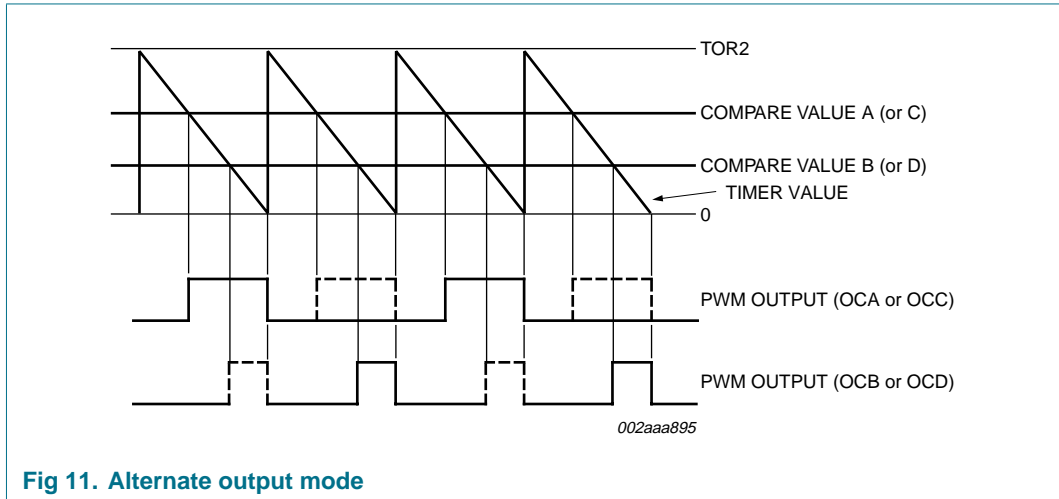 TOR2
COMPARE VALUE A (or C)
COMPARE VALUE B (or D)
TIMER VALUE
0
PWM OUTPUT (OCA or OCC)
PWM OUTPUT (OCB or OCD)
002aaa895
Fig 11. Alternate output mode